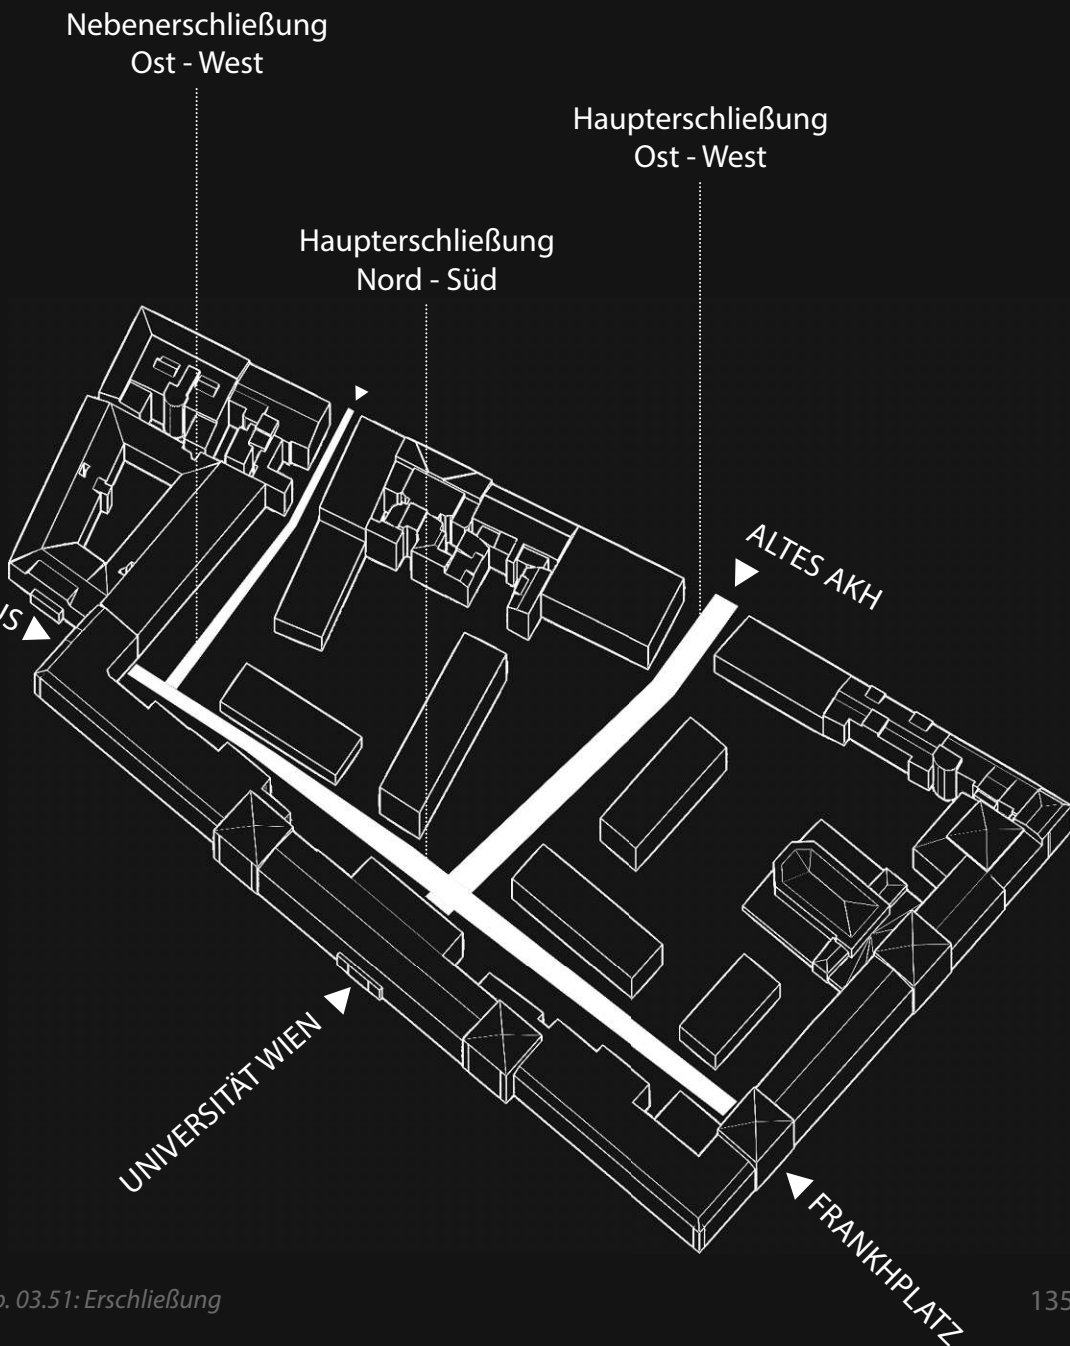 Nebenerschließung
Ost - West
Haupterschließung
Ost - West
Haupterschließung
Nord - Süd
ALTES AKH
UNIVERSITÄT WIEN
FRANKHPLATZ
03.51: Erschließung
135